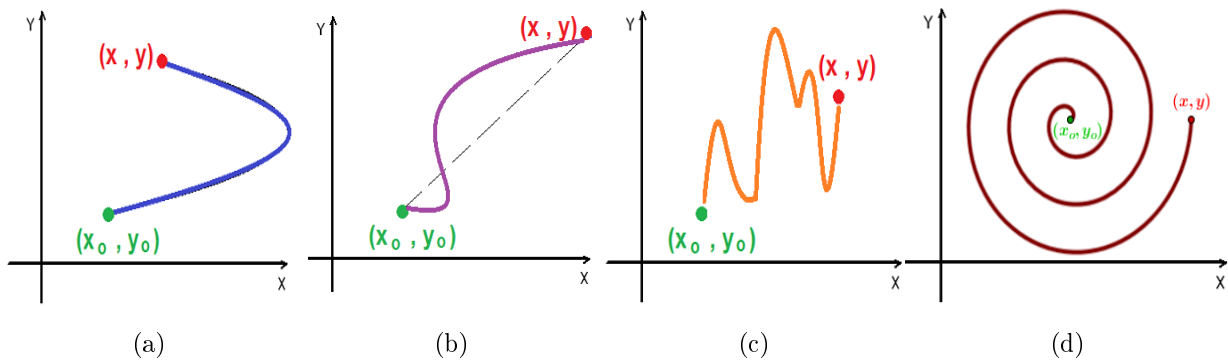 Y
(x , y)
(x₀ , y₀)
X
(a)
Y
(x , y)
(x₀ , y₀)
X
(b)
Y
(x , y)
(x₀ , y₀)
X
(c)
Y
(x, y)
(x₀, y₀)
X
(d)